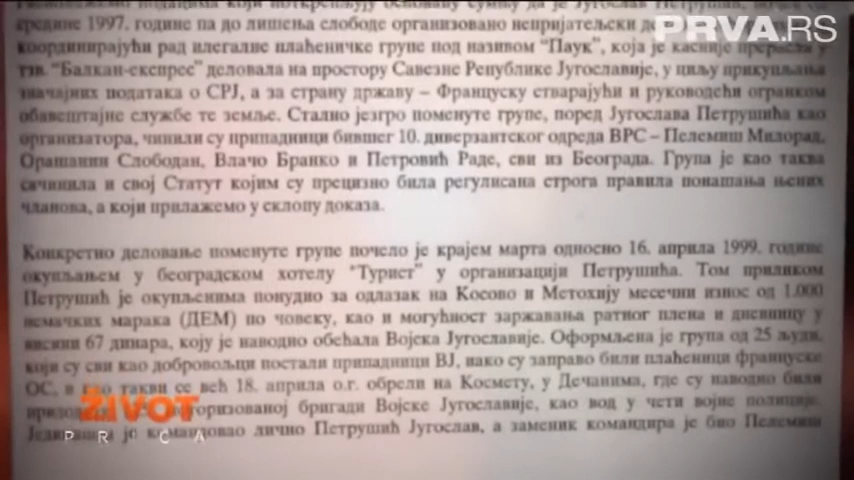 PRVA.RS
подацима који поткрепљују основану сумњу да је Југослав Петрушић,
средине 1997. године па до лишења слободе организовано непријатељски
координирајући рад илегалне плаћеничке групе под називом "Паук", која је касније
тзв. "Балкан-експрес" деловала на простору Савезне Републике Југославије, у циљу прикупљања
значајних података о СРЈ, а за страну државу – Француску стварајући и руководећи огранком
обавештајне службе те земље. Стално језгро поменуте групе, поред Југослава Петрушића као
организатора, чинили су припадници бившег 10. диверзантског одреда ВРС – Пелемиш Милорад,
Орашанин Слободан, Влачо Бранко и Петровић Раде, сви из Београда. Група је као таква
сачинила и свој Статут којим су прецизно била регулисана строга правила понашања њених
чланова, а који прилажемо у склопу доказа.
Конкретно деловање поменуте групе почело је крајем марта односно 16. априла 1999. године
окупљањем у београдском хотелу "Турист" у организацији Петрушића. Том приликом
Петрушић је окупљенима понудио за одлазак на Косово и Метохију месечни износ од 1.000
немачких марака (ДЕМ) по човеку, као и могућност заржавања ратног плена и дневницу у
висини 67 динара, коју је наводно обећала Војска Југославије. Оформљена је група од 25 људи,
који су сви као добровољци постали припадници ВЈ, иако су заправо били плаћеници француске
ОС, и као такви се већ 18. априла о.г. обрели на Космету, у Дечанима, где су наводно били
моторизованој бригади Војске Југославије, као вод у чети војне полиције.
Јединицом је командовао лично Петрушић Југослав, а заменик командира је био Пелемиш
ŽIVOT
PRIČA